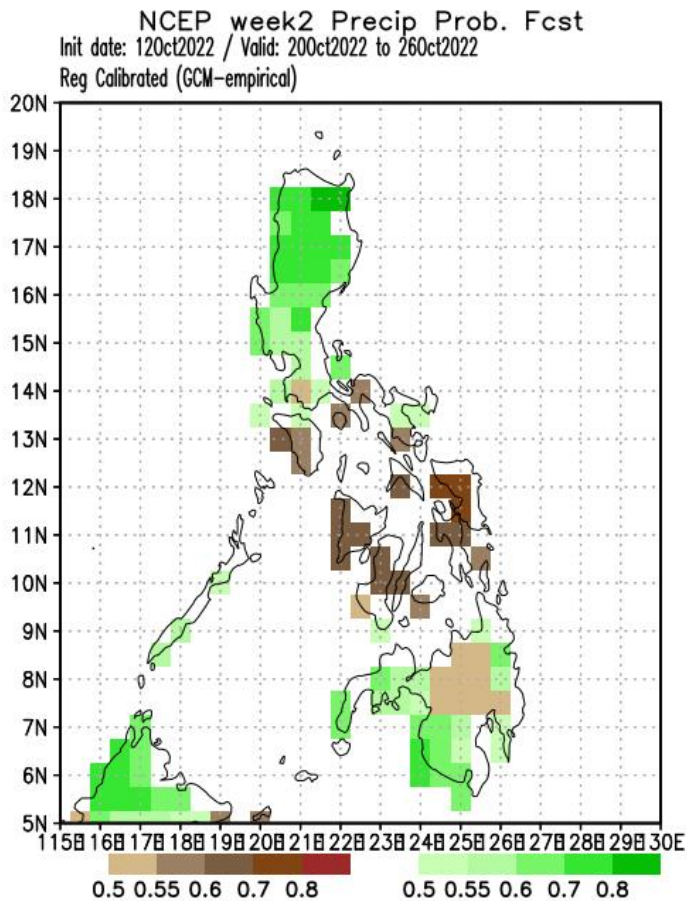 NCEP week2 Precip Prob. Fcst
Init date: 12Oct2022 / Valid: 20Oct2022 to 26Oct2022
Reg Calibrated (GCM-empirical)
20N
19N
18N
17N
16N
15N
14N
13N
12N
11N
10N
9N
8N
7N
6N
5N
115E 116E 117E 118E 119E 120E 121E 122E 123E 124E 125E 126E 127E 128E 129E 130E
0.5 0.55 0.6 0.7 0.8 0.5 0.55 0.6 0.7 0.8